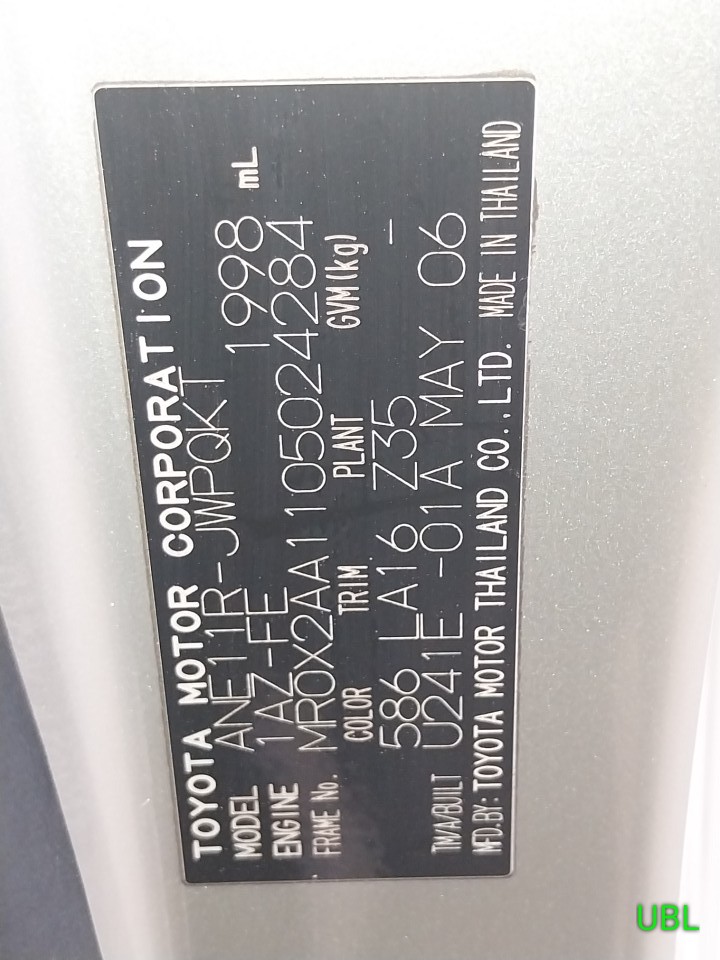 TOYOTA MOTOR CORPORATION
MODEL ANE11R-JWPQKT 1998 mL
ENGINE 1AZ-FE
FRAME No. MR0X2AA1105024284
COLOR TRIM PLANT GVM(kg)
586 LA16 Z35 -
TM/A/BUILT U241E -01A MAY 06
MFD.BY: TOYOTA MOTOR THAILAND CO.,LTD. MADE IN THAILAND
UBL